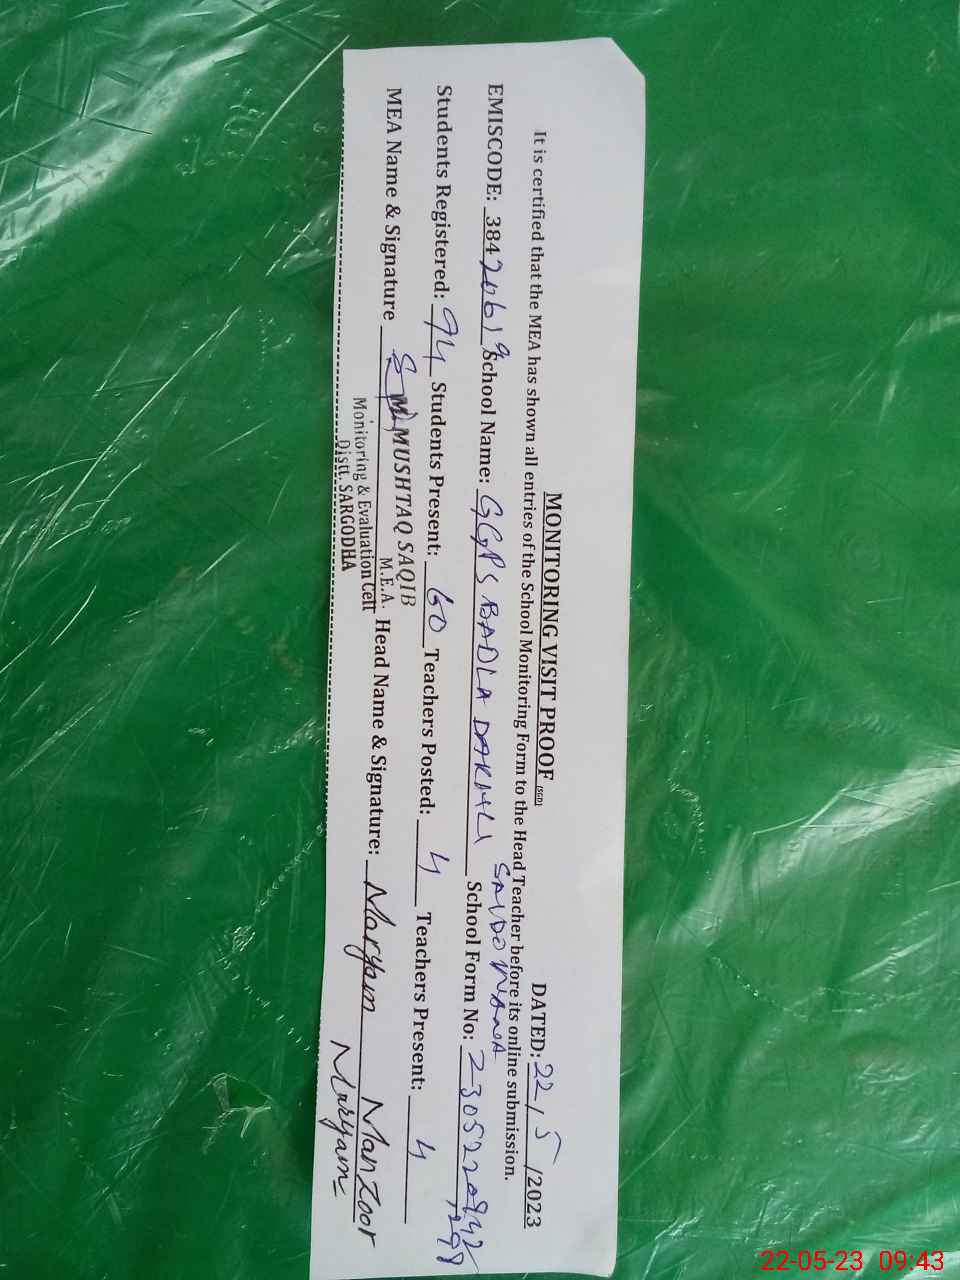 MONITORING VISIT PROOF (SGD) DATED: 22/5/2023
It is certified that the MEA has shown all entries of the School Monitoring Form to the Head Teacher before its online submission.
EMISCODE: 38420619 School Name: GGPS BADLA DAKHLI School Form No: 230522
Students Registered: 94 Students Present: 60 Teachers Posted: 4 Teachers Present: 4
MEA Name & Signature MUSHTAQ SAQIB Head Name & Signature: Maryam Manzoor
M.E.A.
Maryam
Monitoring & Evaluation Cell
Distt. SARGODHA
22-05-23 09:43